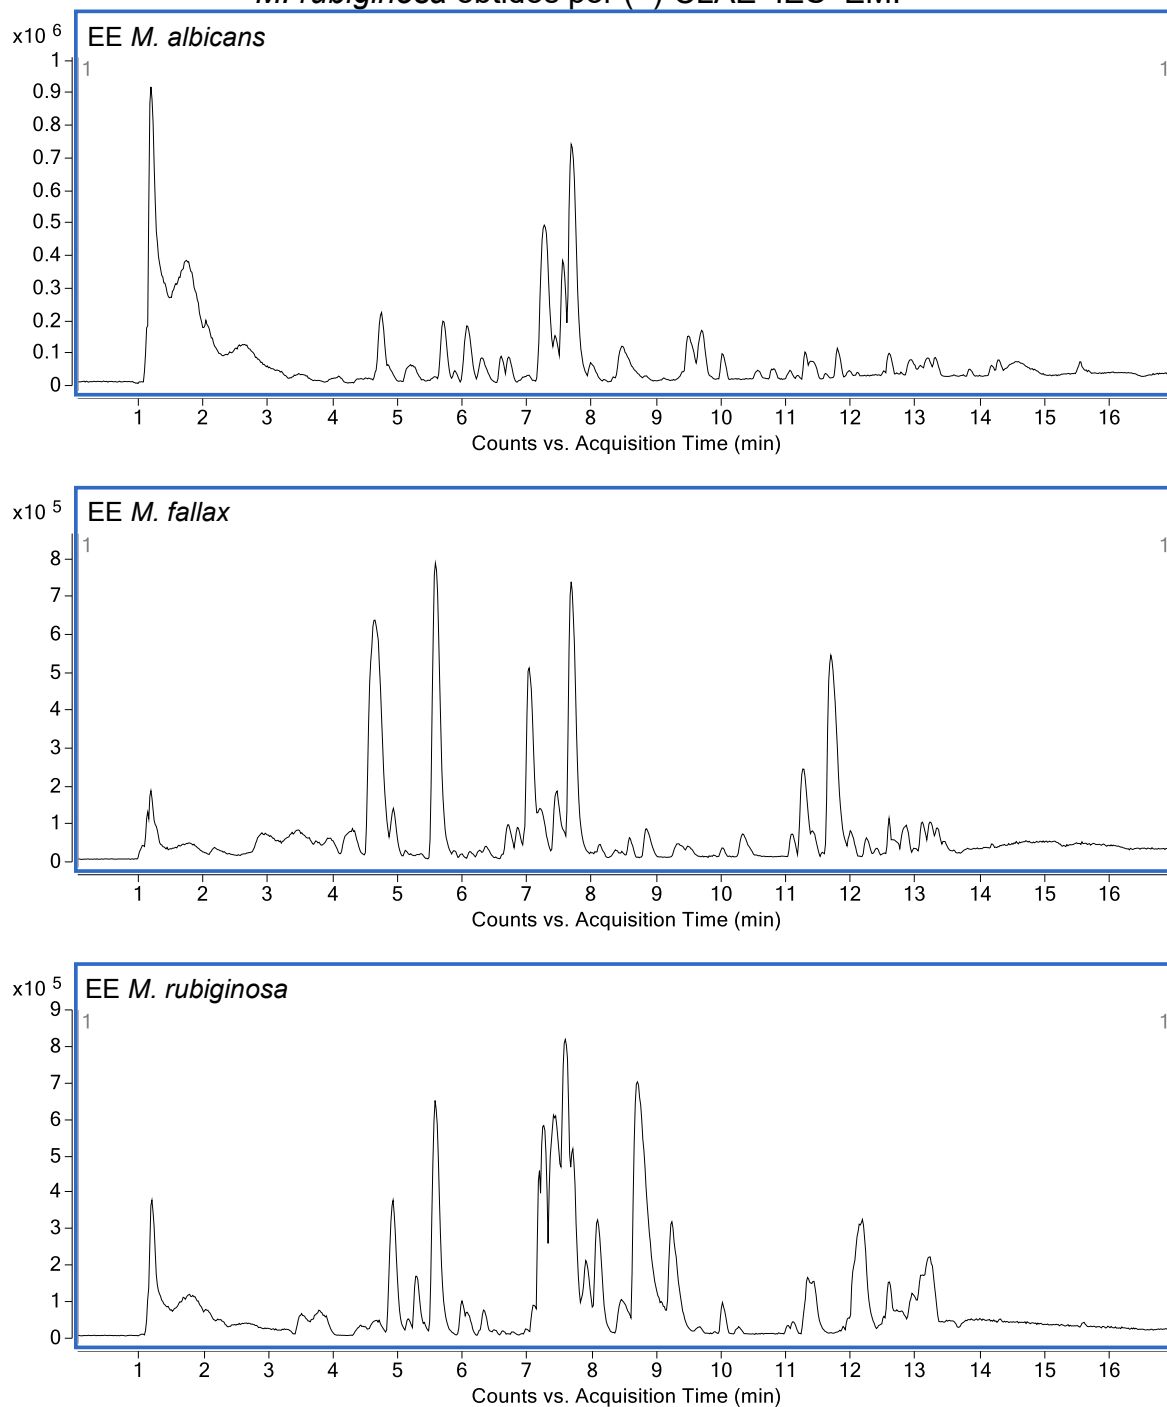 M. rubiginosa obtidos por (–) CLAE–IES–EM.
x10 6
EE M. albicans
1
0.9
0.8
0.7
0.6
0.5
0.4
0.3
0.2
0.1
0
1 1
1 2 3 4 5 6 7 8 9 10 11 12 13 14 15 16
Counts vs. Acquisition Time (min)
x10 5
EE M. fallax
1 1
8
7
6
5
4
3
2
1
0
1 2 3 4 5 6 7 8 9 10 11 12 13 14 15 16
Counts vs. Acquisition Time (min)
x10 5
EE M. rubiginosa
9
1 1
8
7
6
5
4
3
2
1
0
1 2 3 4 5 6 7 8 9 10 11 12 13 14 15 16
Counts vs. Acquisition Time (min)